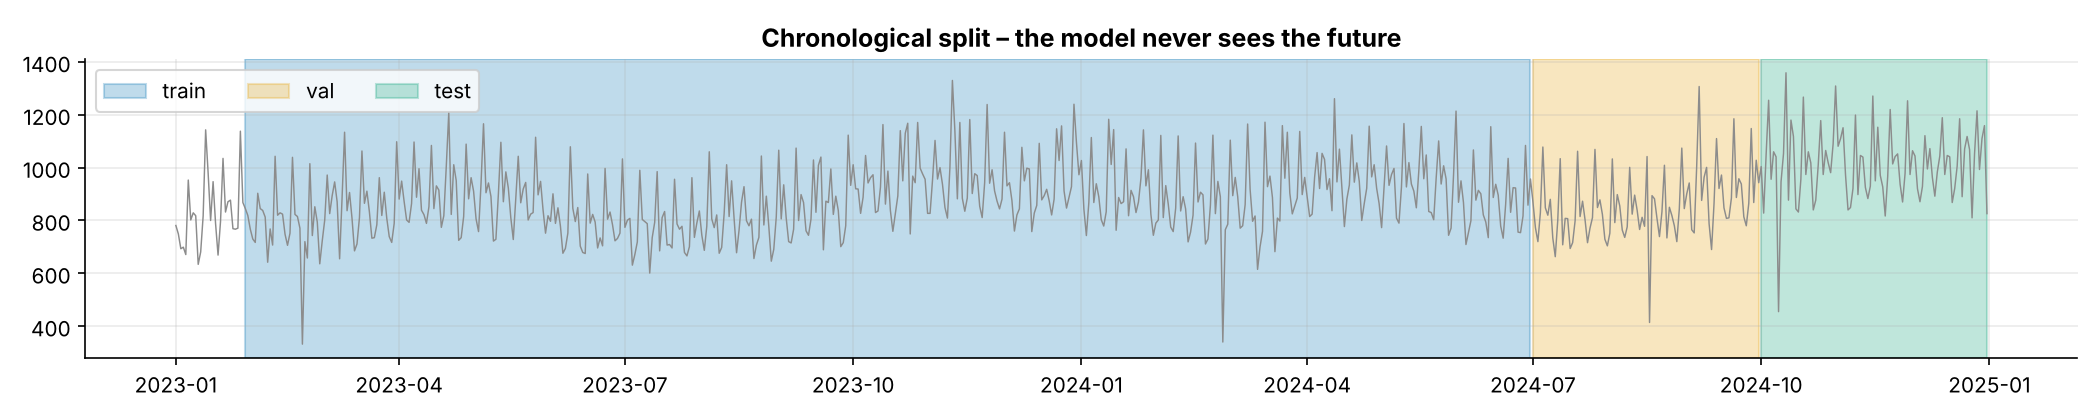 Chronological split – the model never sees the future
1400
1200
1000
800
600
400
train val test
2023-01 2023-04 2023-07 2023-10 2024-01 2024-04 2024-07 2024-10 2025-01